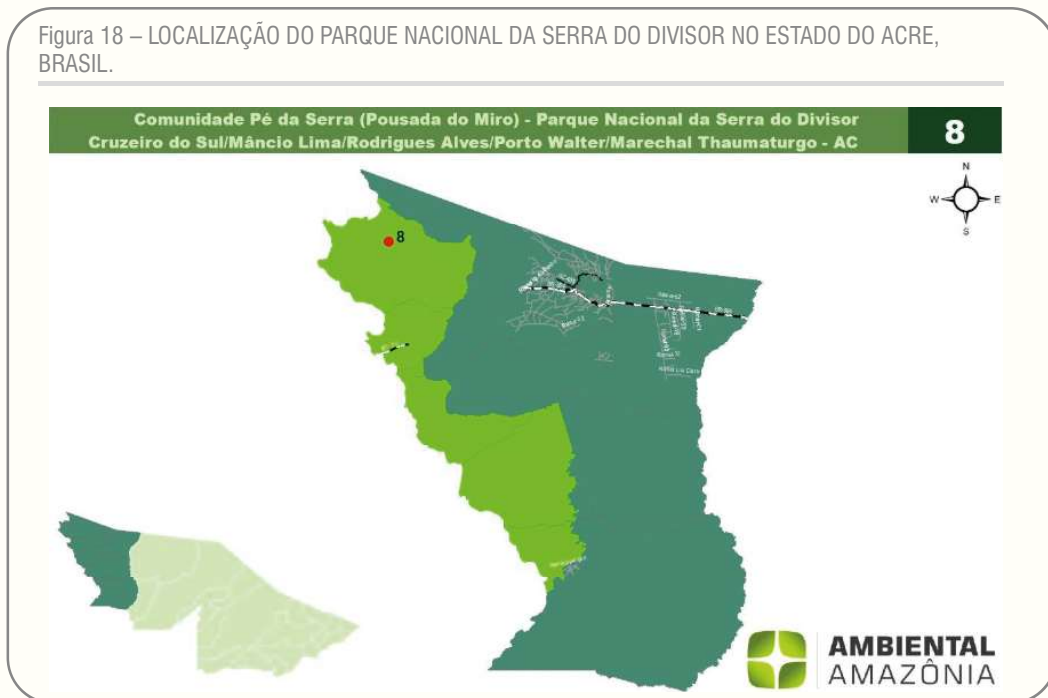 Figura 18 – LOCALIZAÇÃO DO PARQUE NACIONAL DA SERRA DO DIVISOR NO ESTADO DO ACRE,
BRASIL.
Comunidade Pé da Serra (Pousada do Miro) - Parque Nacional da Serra do Divisor
Cruzeiro do Sul/Mâncio Lima/Rodrigues Alves/Porto Walter/Marechal Thaumaturgo - AC
8
N
W
E
S
8
AMBIENTAL
AMAZÔNIA